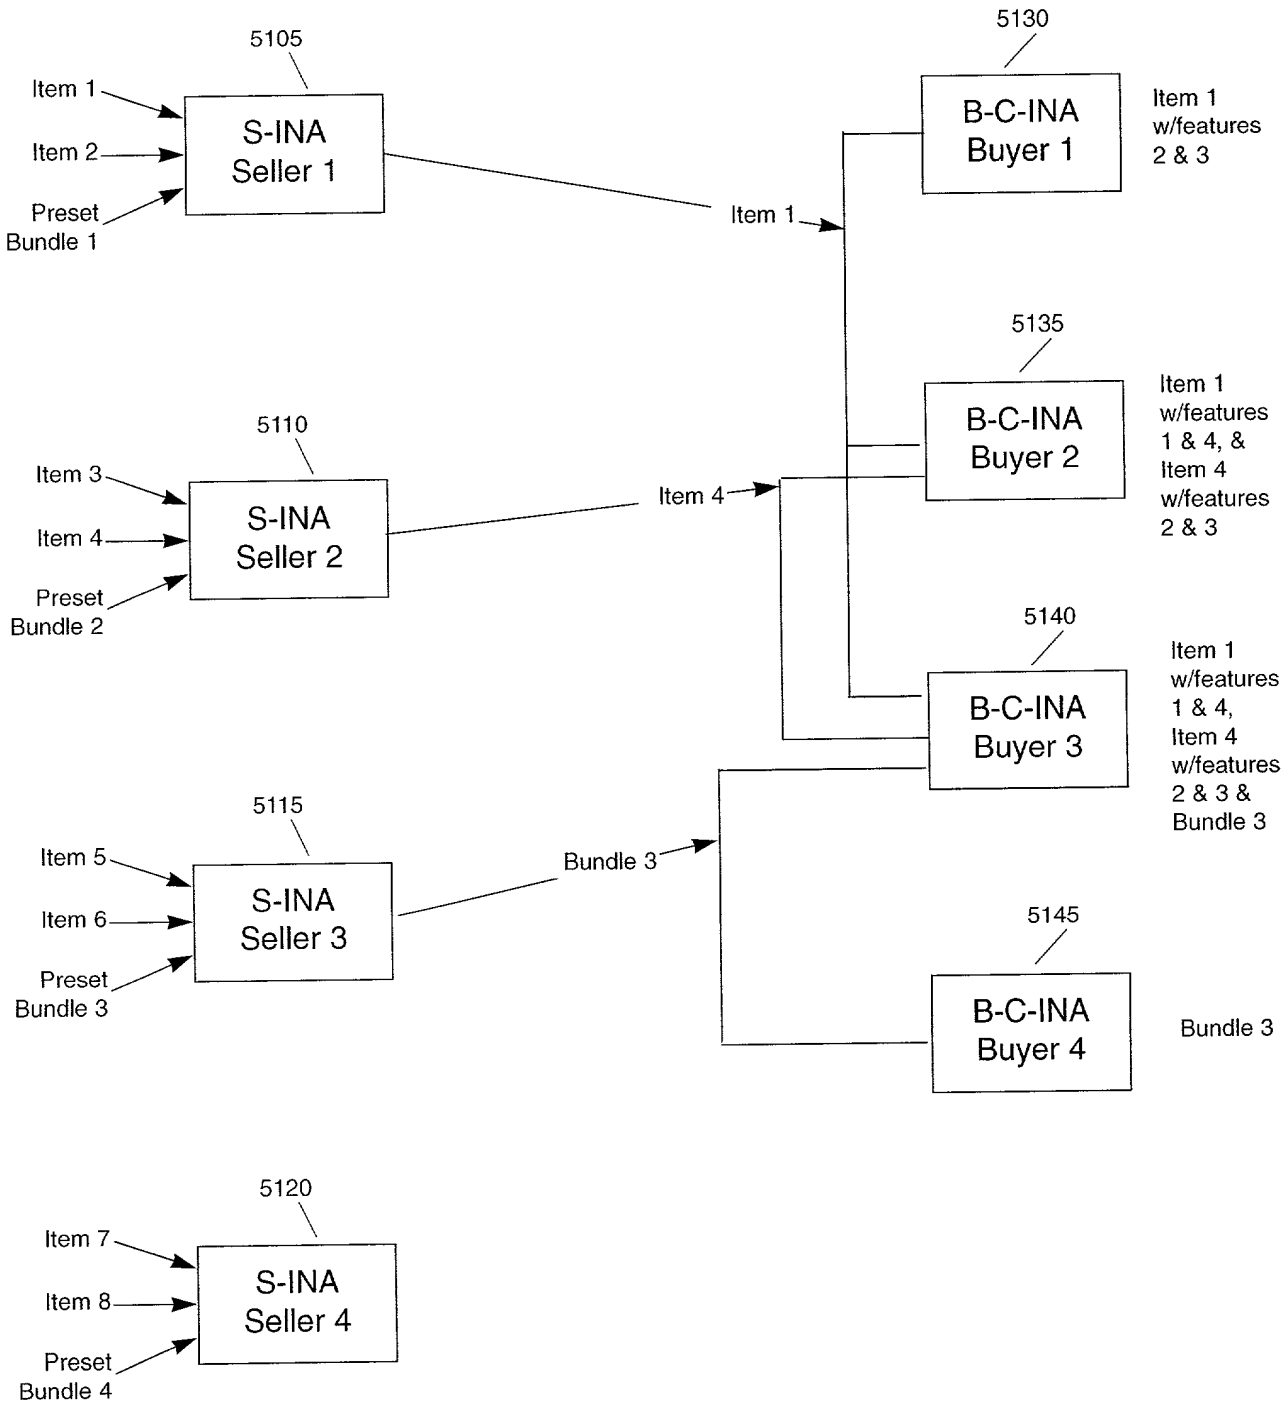 5105
Item 1
Item 2
Preset
Bundle 1
S-INA
Seller 1
Item 1
5130
B-C-INA
Buyer 1
Item 1
w/features
2 & 3
5110
Item 3
Item 4
Preset
Bundle 2
S-INA
Seller 2
Item 4
5135
B-C-INA
Buyer 2
Item 1
w/features
1 & 4, &
Item 4
w/features
2 & 3
5115
Item 5
Item 6
Preset
Bundle 3
S-INA
Seller 3
Bundle 3
5140
B-C-INA
Buyer 3
Item 1
w/features
1 & 4,
Item 4
w/features
2 & 3 &
Bundle 3
5145
B-C-INA
Buyer 4
Bundle 3
5120
Item 7
Item 8
Preset
Bundle 4
S-INA
Seller 4